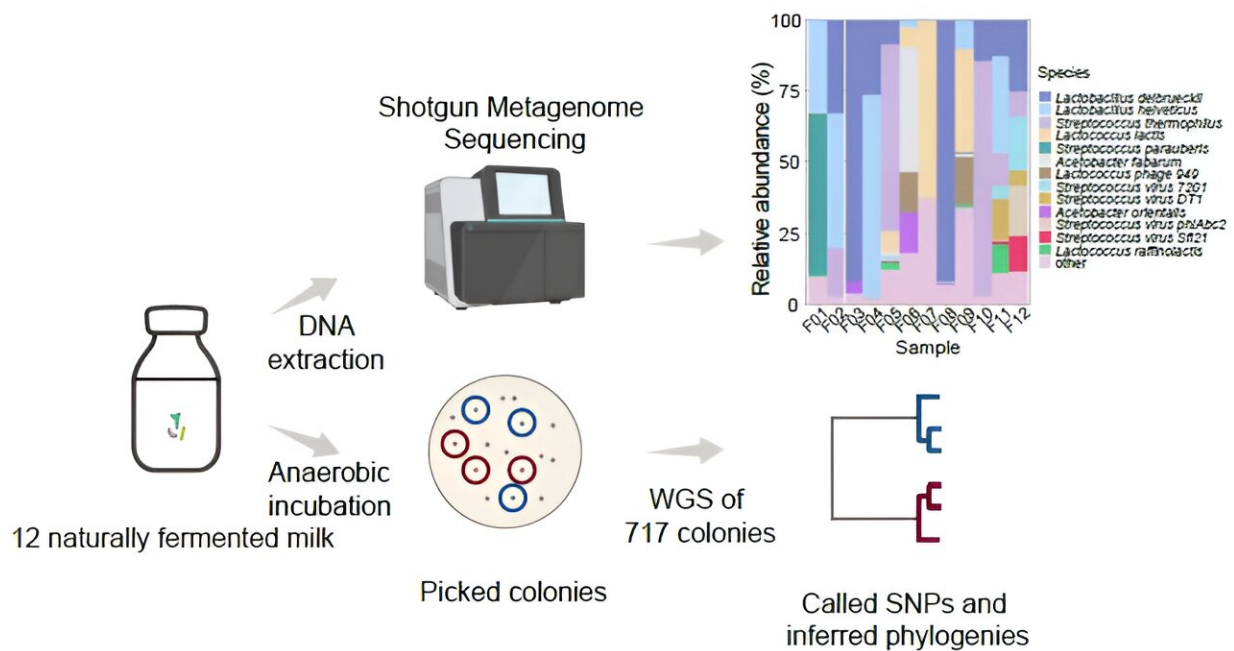 Shotgun Metagenome
Sequencing
DNA
extraction
12 naturally fermented milk
Anaerobic
incubation
Picked colonies
WGS of
717 colonies
Called SNPs and
inferred phylogenies
Relative abundance (%)
100
75
50
25
0
F01
F02
F03
F04
F05
F06
F07
F08
F09
F10
F11
F12
Sample
Species
Lactobacillus delbrueckii
Lactobacillus helveticus
Streptococcus thermophilus
Lactococcus lactis
Streptococcus parauberis
Acetobacter fabarum
Lactococcus phage 949
Streptococcus virus 7201
Streptococcus virus DT1
Acetobacter orientalis
Streptococcus virus phiAbc2
Streptococcus virus Sfi21
Lactococcus raffinolactis
other